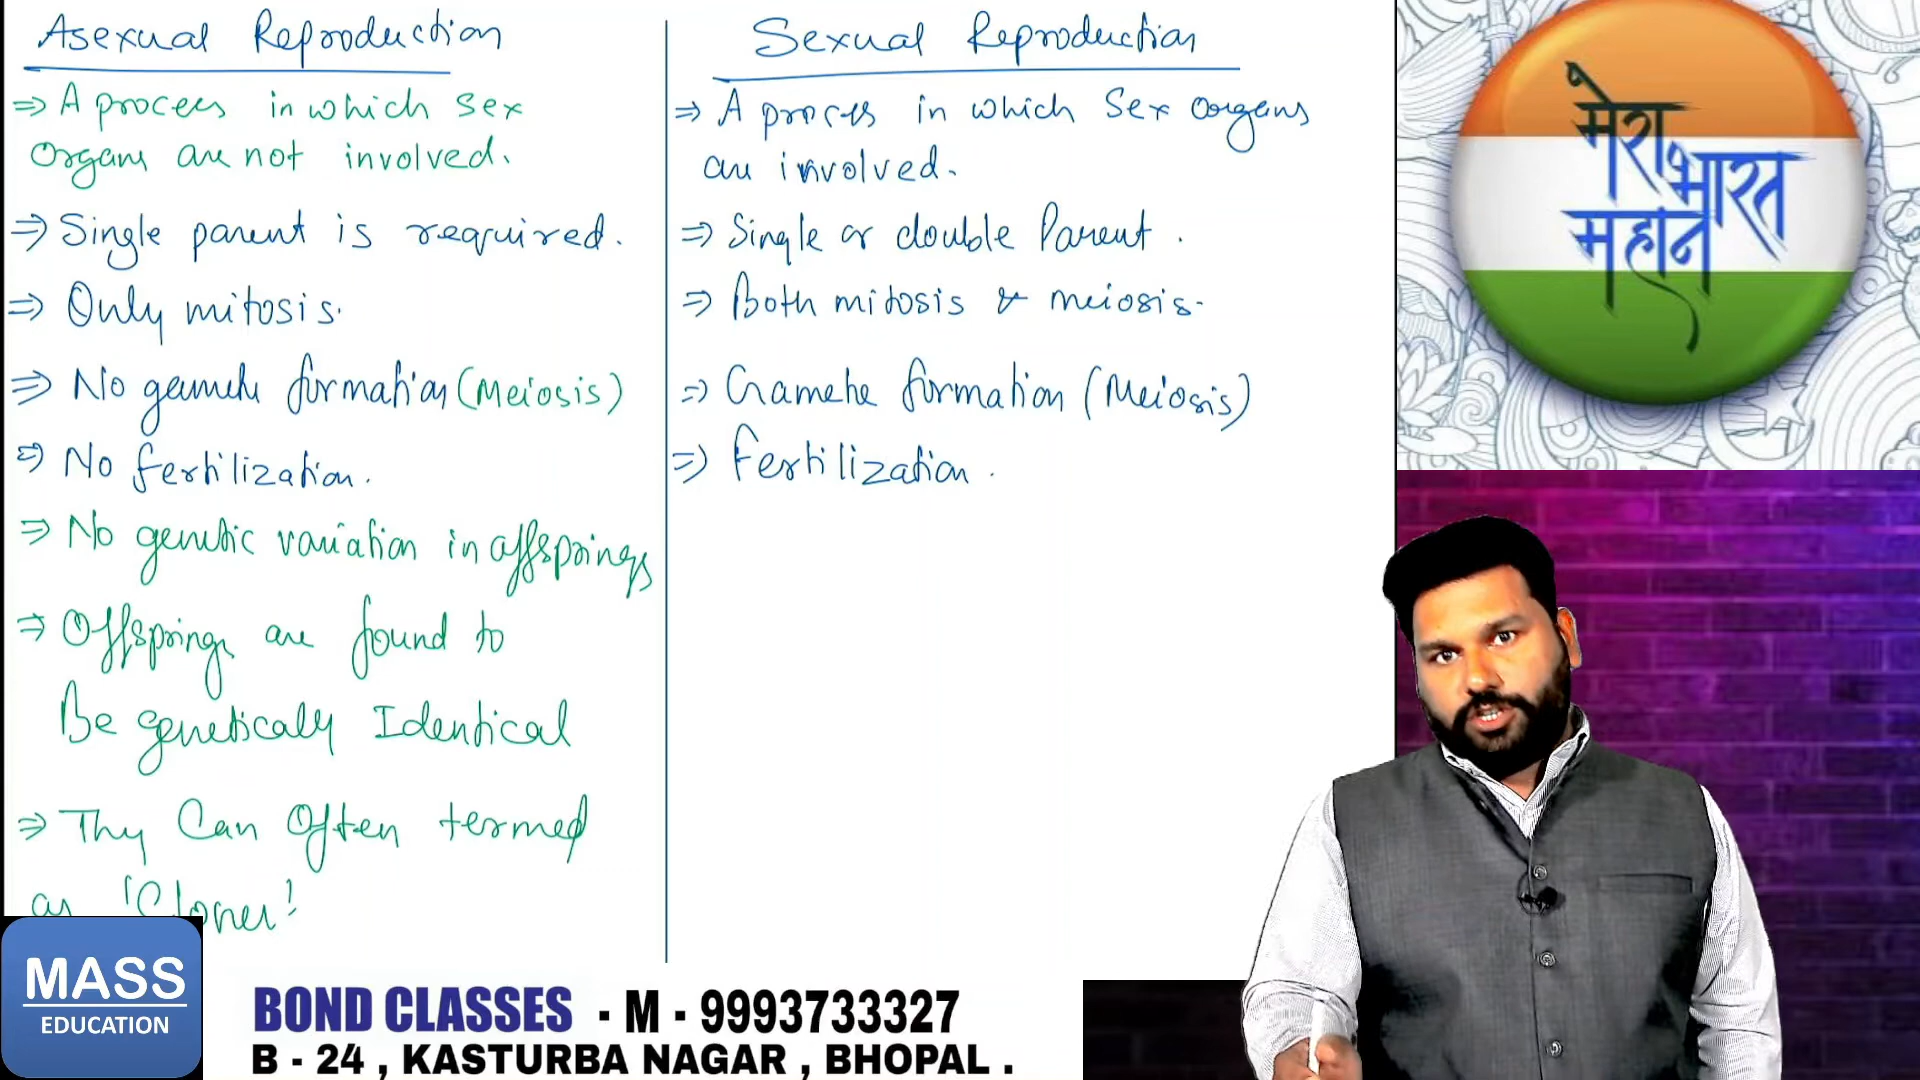 Asexual Reproduction
⇒ A process in which sex
organs are not involved.
⇒ Single parent is required.
⇒ Only mitosis.
⇒ No gamete formation (Meiosis)
⇒ No fertilization.
⇒ No genetic variation in offsprings
⇒ Offsprings are found to
Be genetically Identical
⇒ They Can Often termed
as 'Clones'
Sexual Reproduction
⇒ A process in which Sex organs
are involved.
⇒ Single or double Parent.
⇒ Both mitosis & meiosis.
⇒ Gamete formation (Meiosis)
⇒ Fertilization.
मेरा
भारत
महान
MASS
EDUCATION
BOND CLASSES - M - 9993733327
B - 24 , KASTURBA NAGAR , BHOPAL .